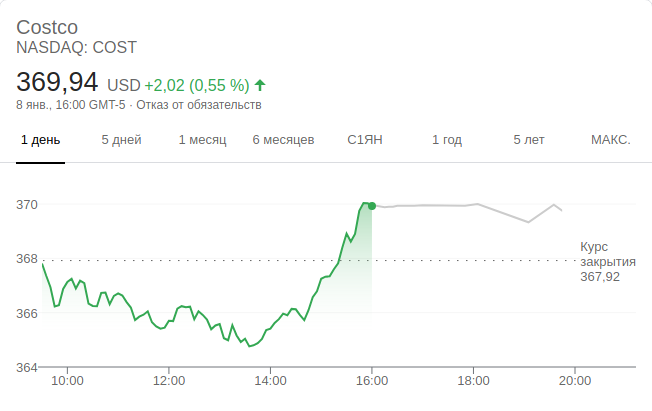 Costco
NASDAQ: COST
369,94 USD +2,02 (0,55 %)
8 янв., 16:00 GMT-5 · Отказ от обязательств
1 день 5 дней 1 месяц 6 месяцев С1ЯН 1 год 5 лет МАКС.
370
368
366
364
Курс
закрытия
367,92
10:00 12:00 14:00 16:00 18:00 20:00